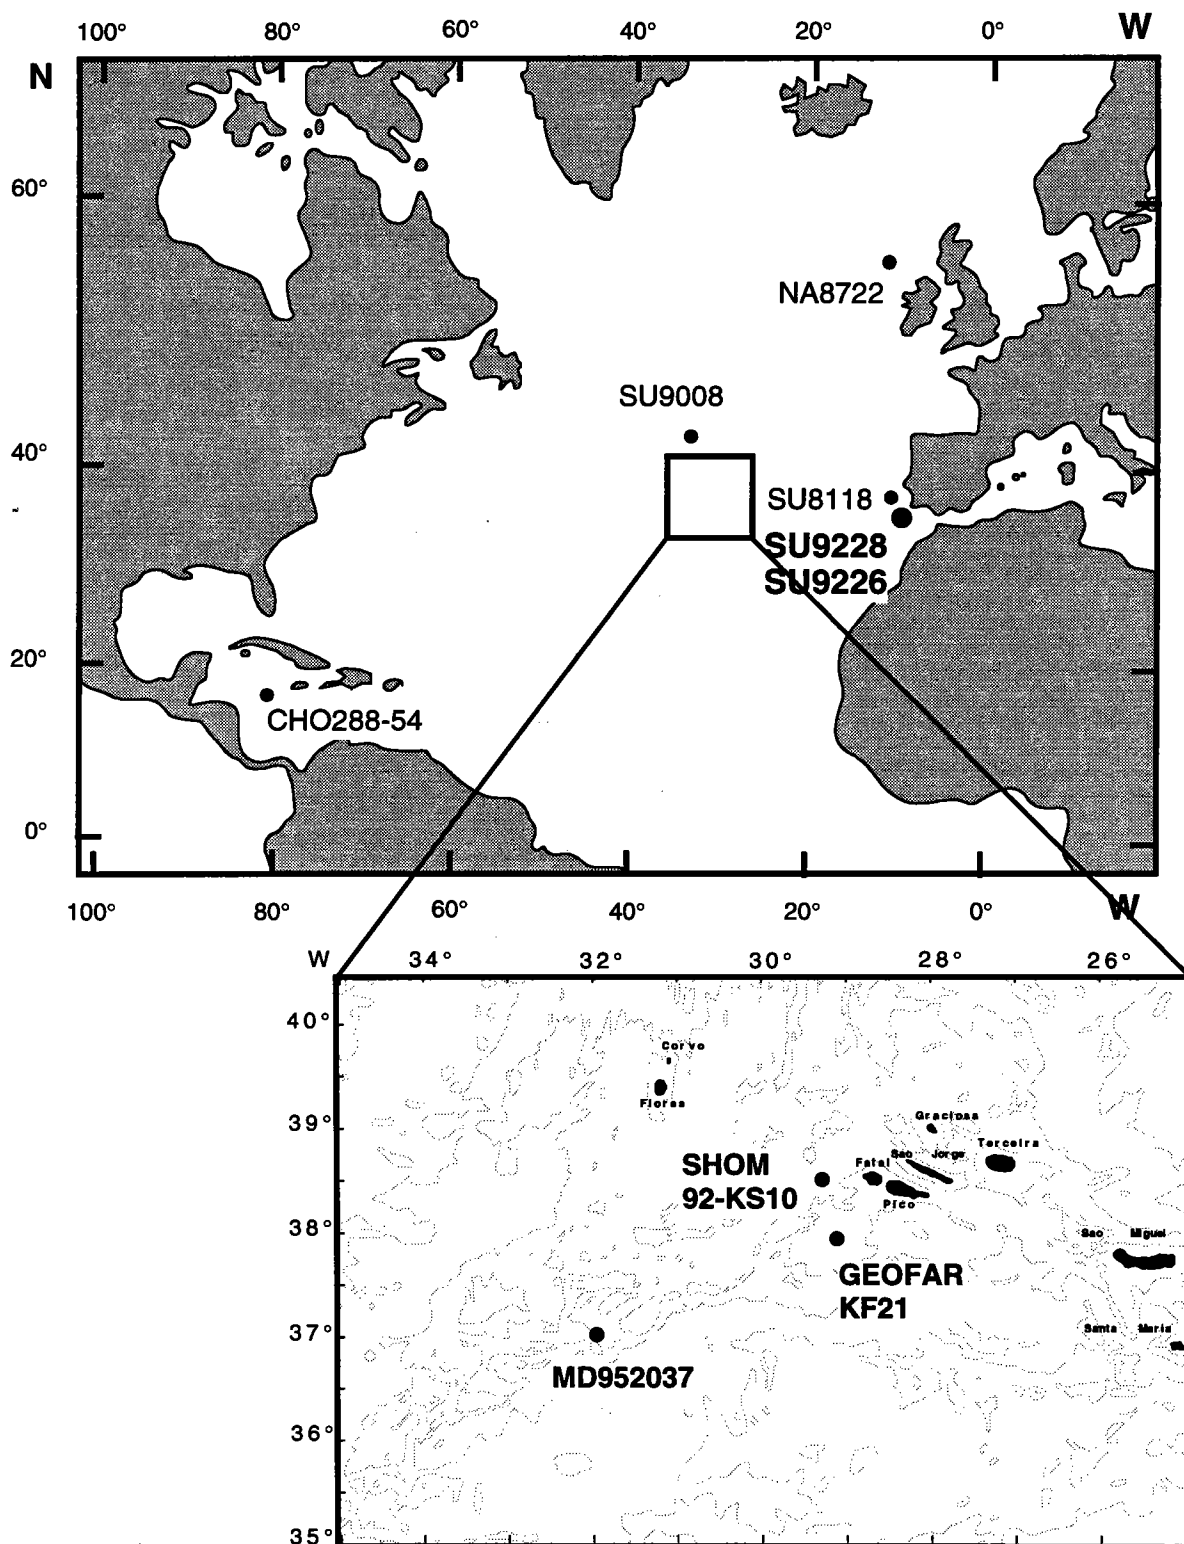 100° 80° 60° 40° 20° 0° W
N
60°
NA8722
SU9008
40°
SU8118
SU9228
SU9226
20°
CHO288-54
0°
100° 80° 60° 40° 20° 0° W
W 34° 32° 30° 28° 26°
40°
Corvo
Floras
39°
Graciosa
Terceira
Sao Jorge
Fatal
SHOM
92-KS10
Pico
38°
Sao Miguel
GEOFAR
KF21
37°
Santa Maria
MD952037
36°
35°